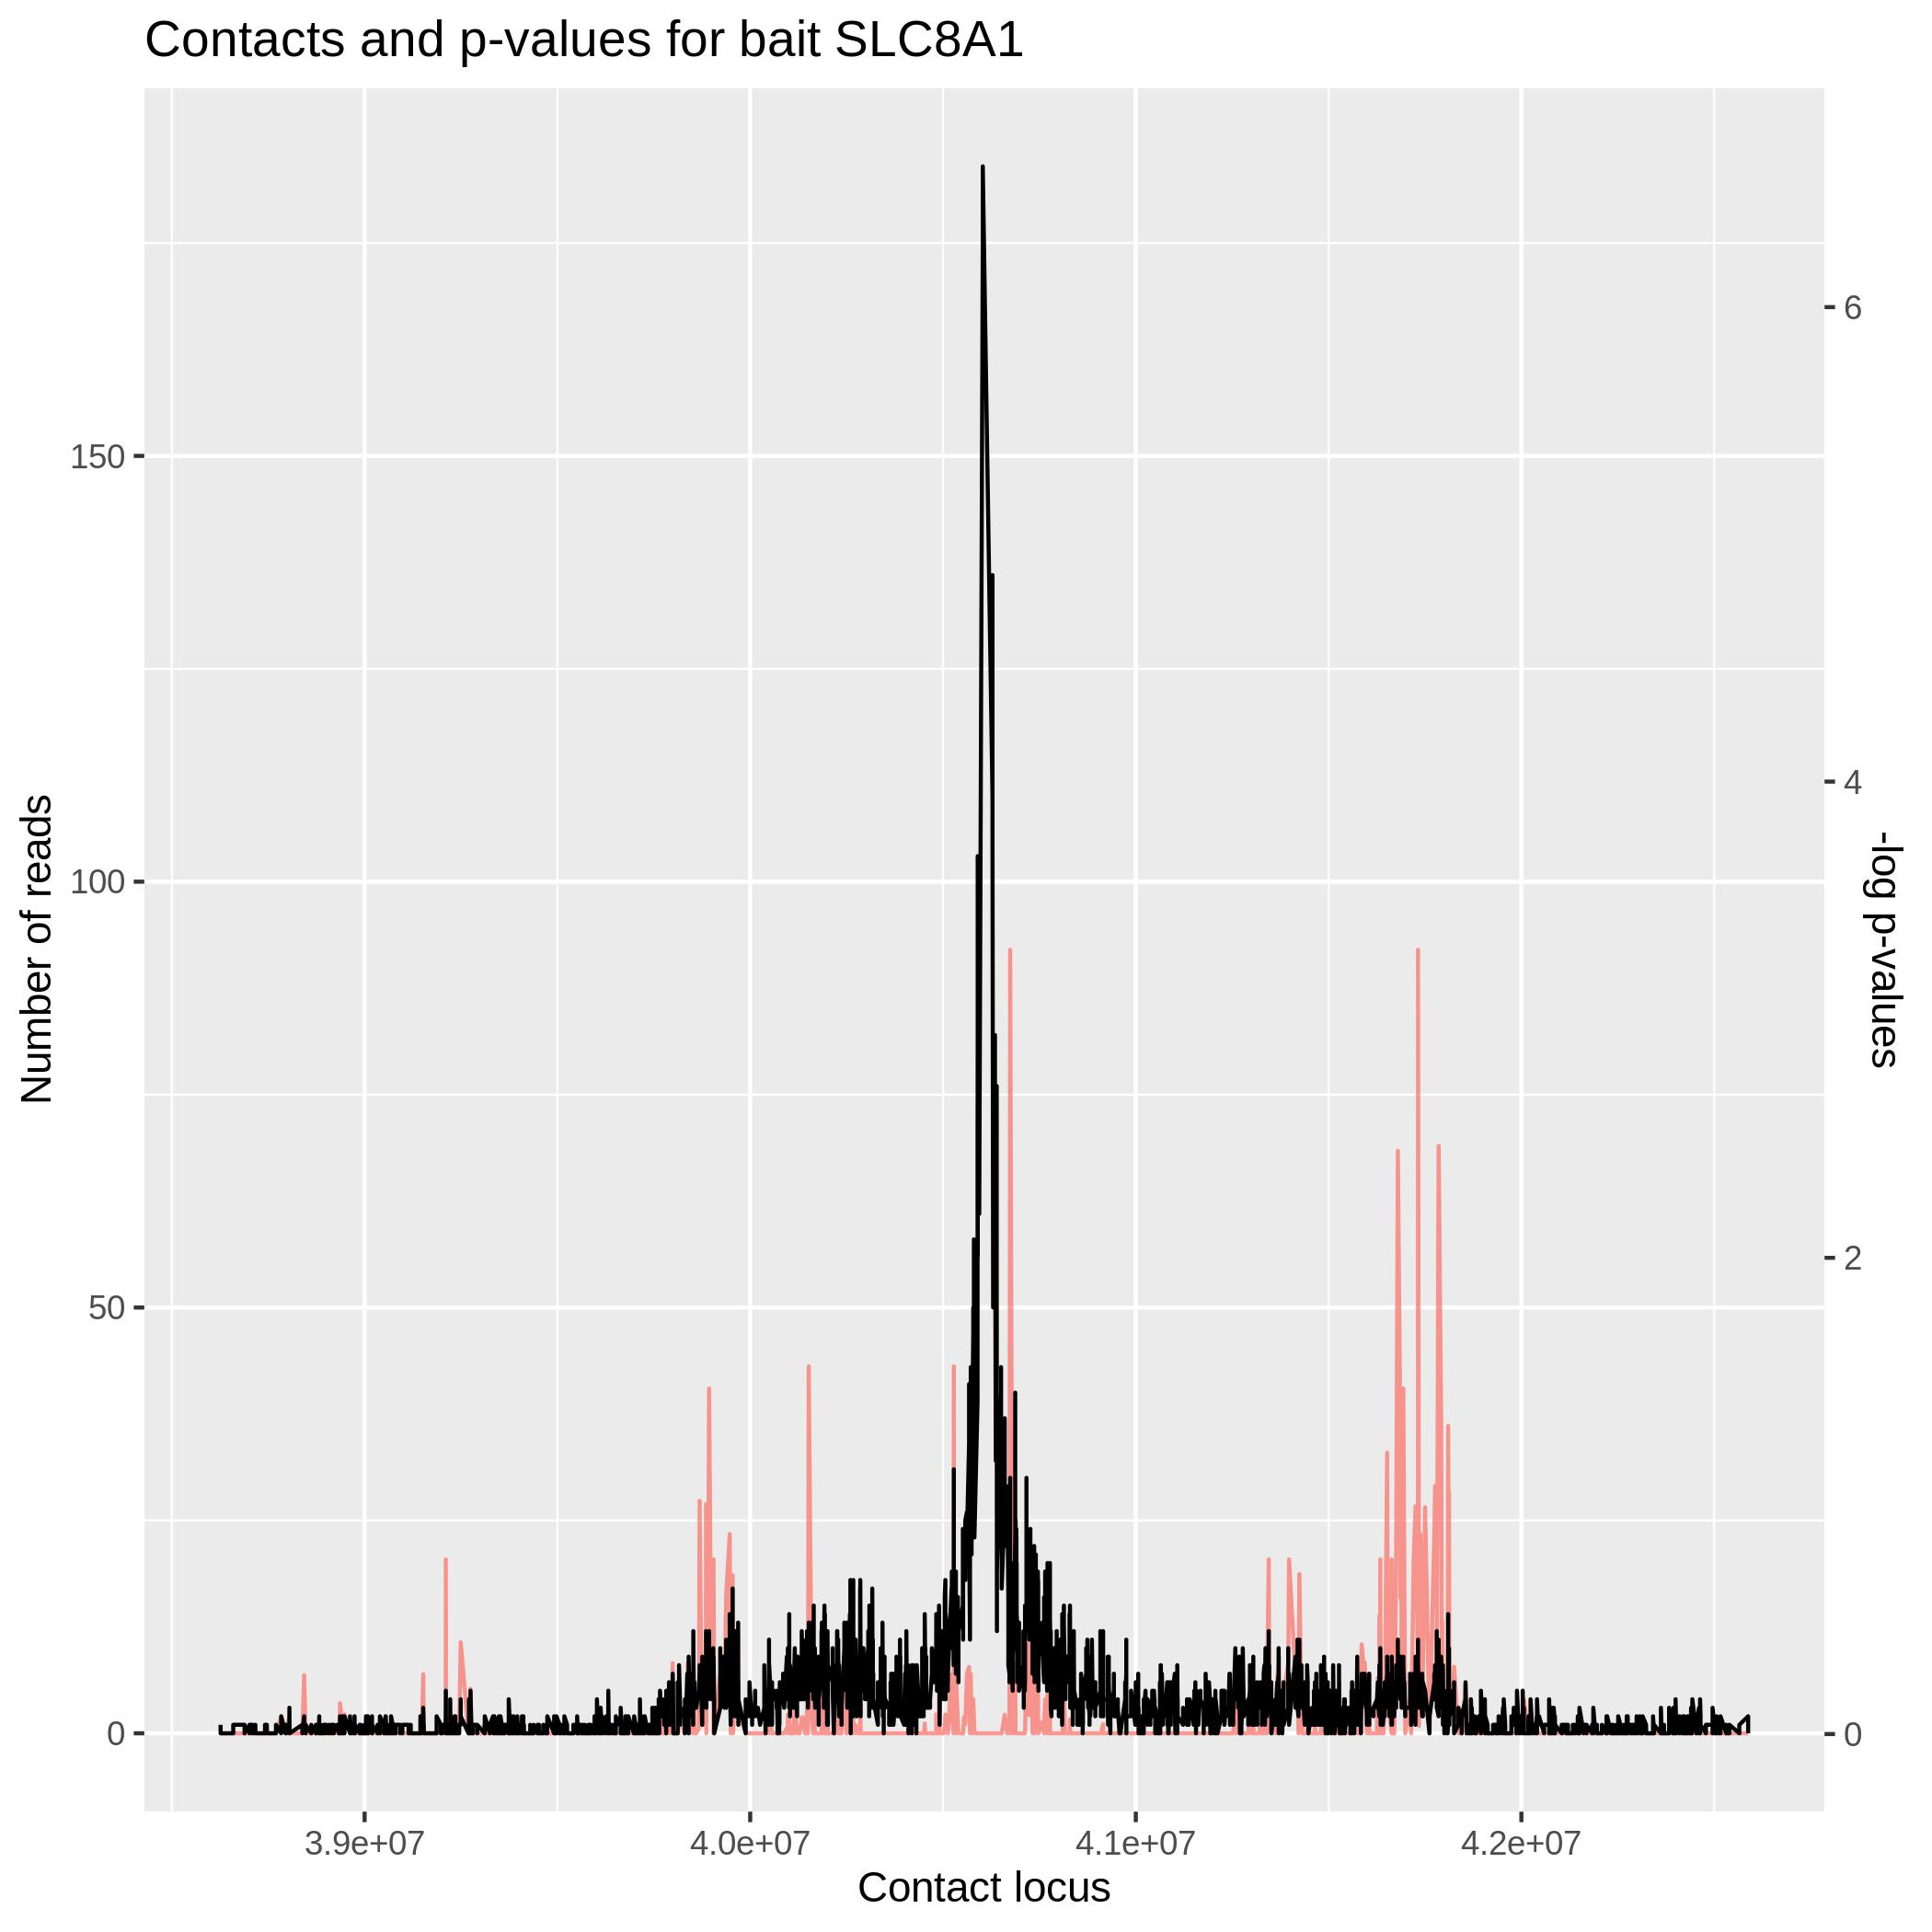 Contacts and p-values for bait SLC8A1
Number of reads
150
100
50
0
6
4
2
0
-log p-values
3.9e+07
4.0e+07
4.1e+07
4.2e+07
Contact locus